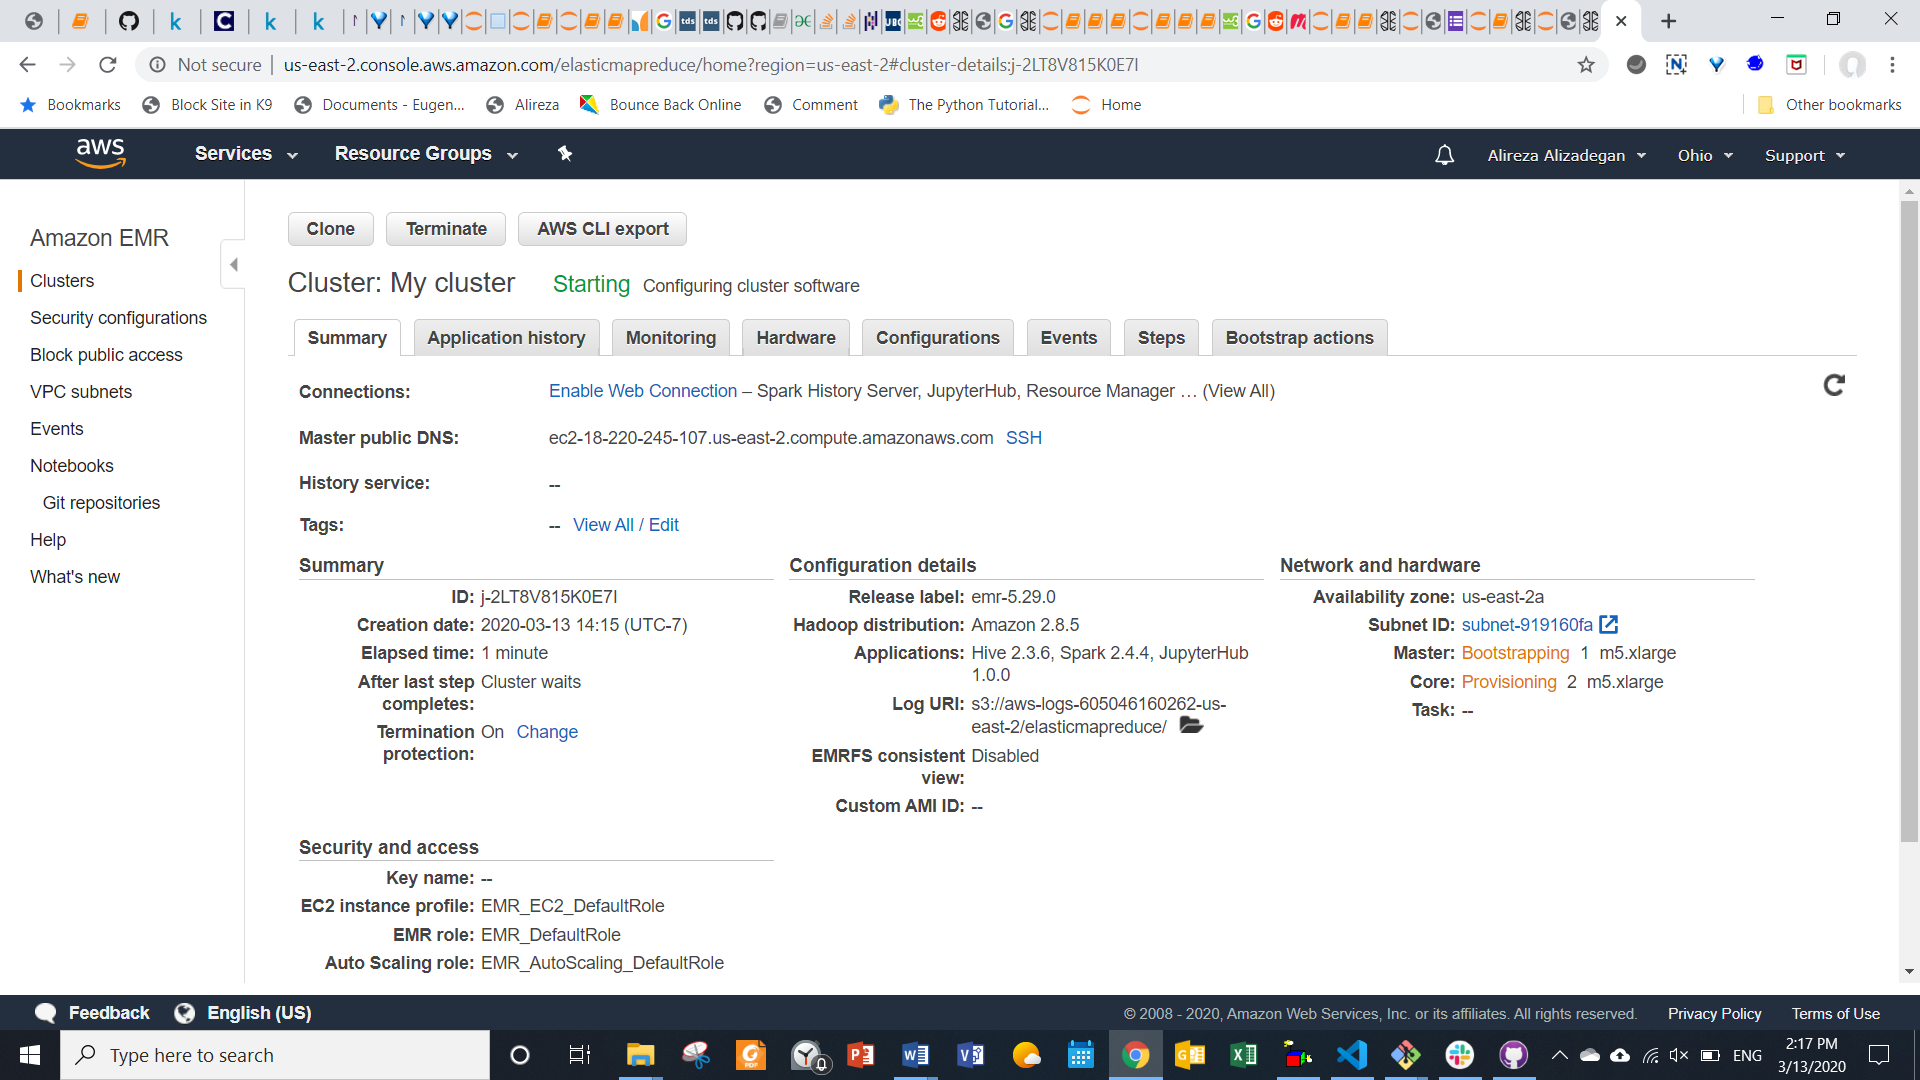 Not secure | us-east-2.console.aws.amazon.com/elasticmapreduce/home?region=us-east-2#cluster-details:j-2LT8V815K0E7I
Bookmarks Block Site in K9 Documents - Eugen... Alireza Bounce Back Online Comment The Python Tutorial... Home Other bookmarks
aws Services Resource Groups Alireza Alizadegan Ohio Support
Amazon EMR
Clusters
Security configurations
Block public access
VPC subnets
Events
Notebooks
Git repositories
Help
What's new
Clone Terminate AWS CLI export
Cluster: My cluster Starting Configuring cluster software
Summary Application history Monitoring Hardware Configurations Events Steps Bootstrap actions
Connections: Enable Web Connection – Spark History Server, JupyterHub, Resource Manager … (View All)
Master public DNS: ec2-18-220-245-107.us-east-2.compute.amazonaws.com SSH
History service: --
Tags: -- View All / Edit
Summary
ID: j-2LT8V815K0E7I
Creation date: 2020-03-13 14:15 (UTC-7)
Elapsed time: 1 minute
After last step Cluster waits
completes:
Termination On Change
protection:
Configuration details
Release label: emr-5.29.0
Hadoop distribution: Amazon 2.8.5
Applications: Hive 2.3.6, Spark 2.4.4, JupyterHub
1.0.0
Log URI: s3://aws-logs-605046160262-us-
east-2/elasticmapreduce/
EMRFS consistent Disabled
view:
Custom AMI ID: --
Network and hardware
Availability zone: us-east-2a
Subnet ID: subnet-919160fa
Master: Bootstrapping 1 m5.xlarge
Core: Provisioning 2 m5.xlarge
Task: --
Security and access
Key name: --
EC2 instance profile: EMR_EC2_DefaultRole
EMR role: EMR_DefaultRole
Auto Scaling role: EMR_AutoScaling_DefaultRole
Feedback English (US) © 2008 - 2020, Amazon Web Services, Inc. or its affiliates. All rights reserved. Privacy Policy Terms of Use
Type here to search
ENG
2:17 PM
3/13/2020